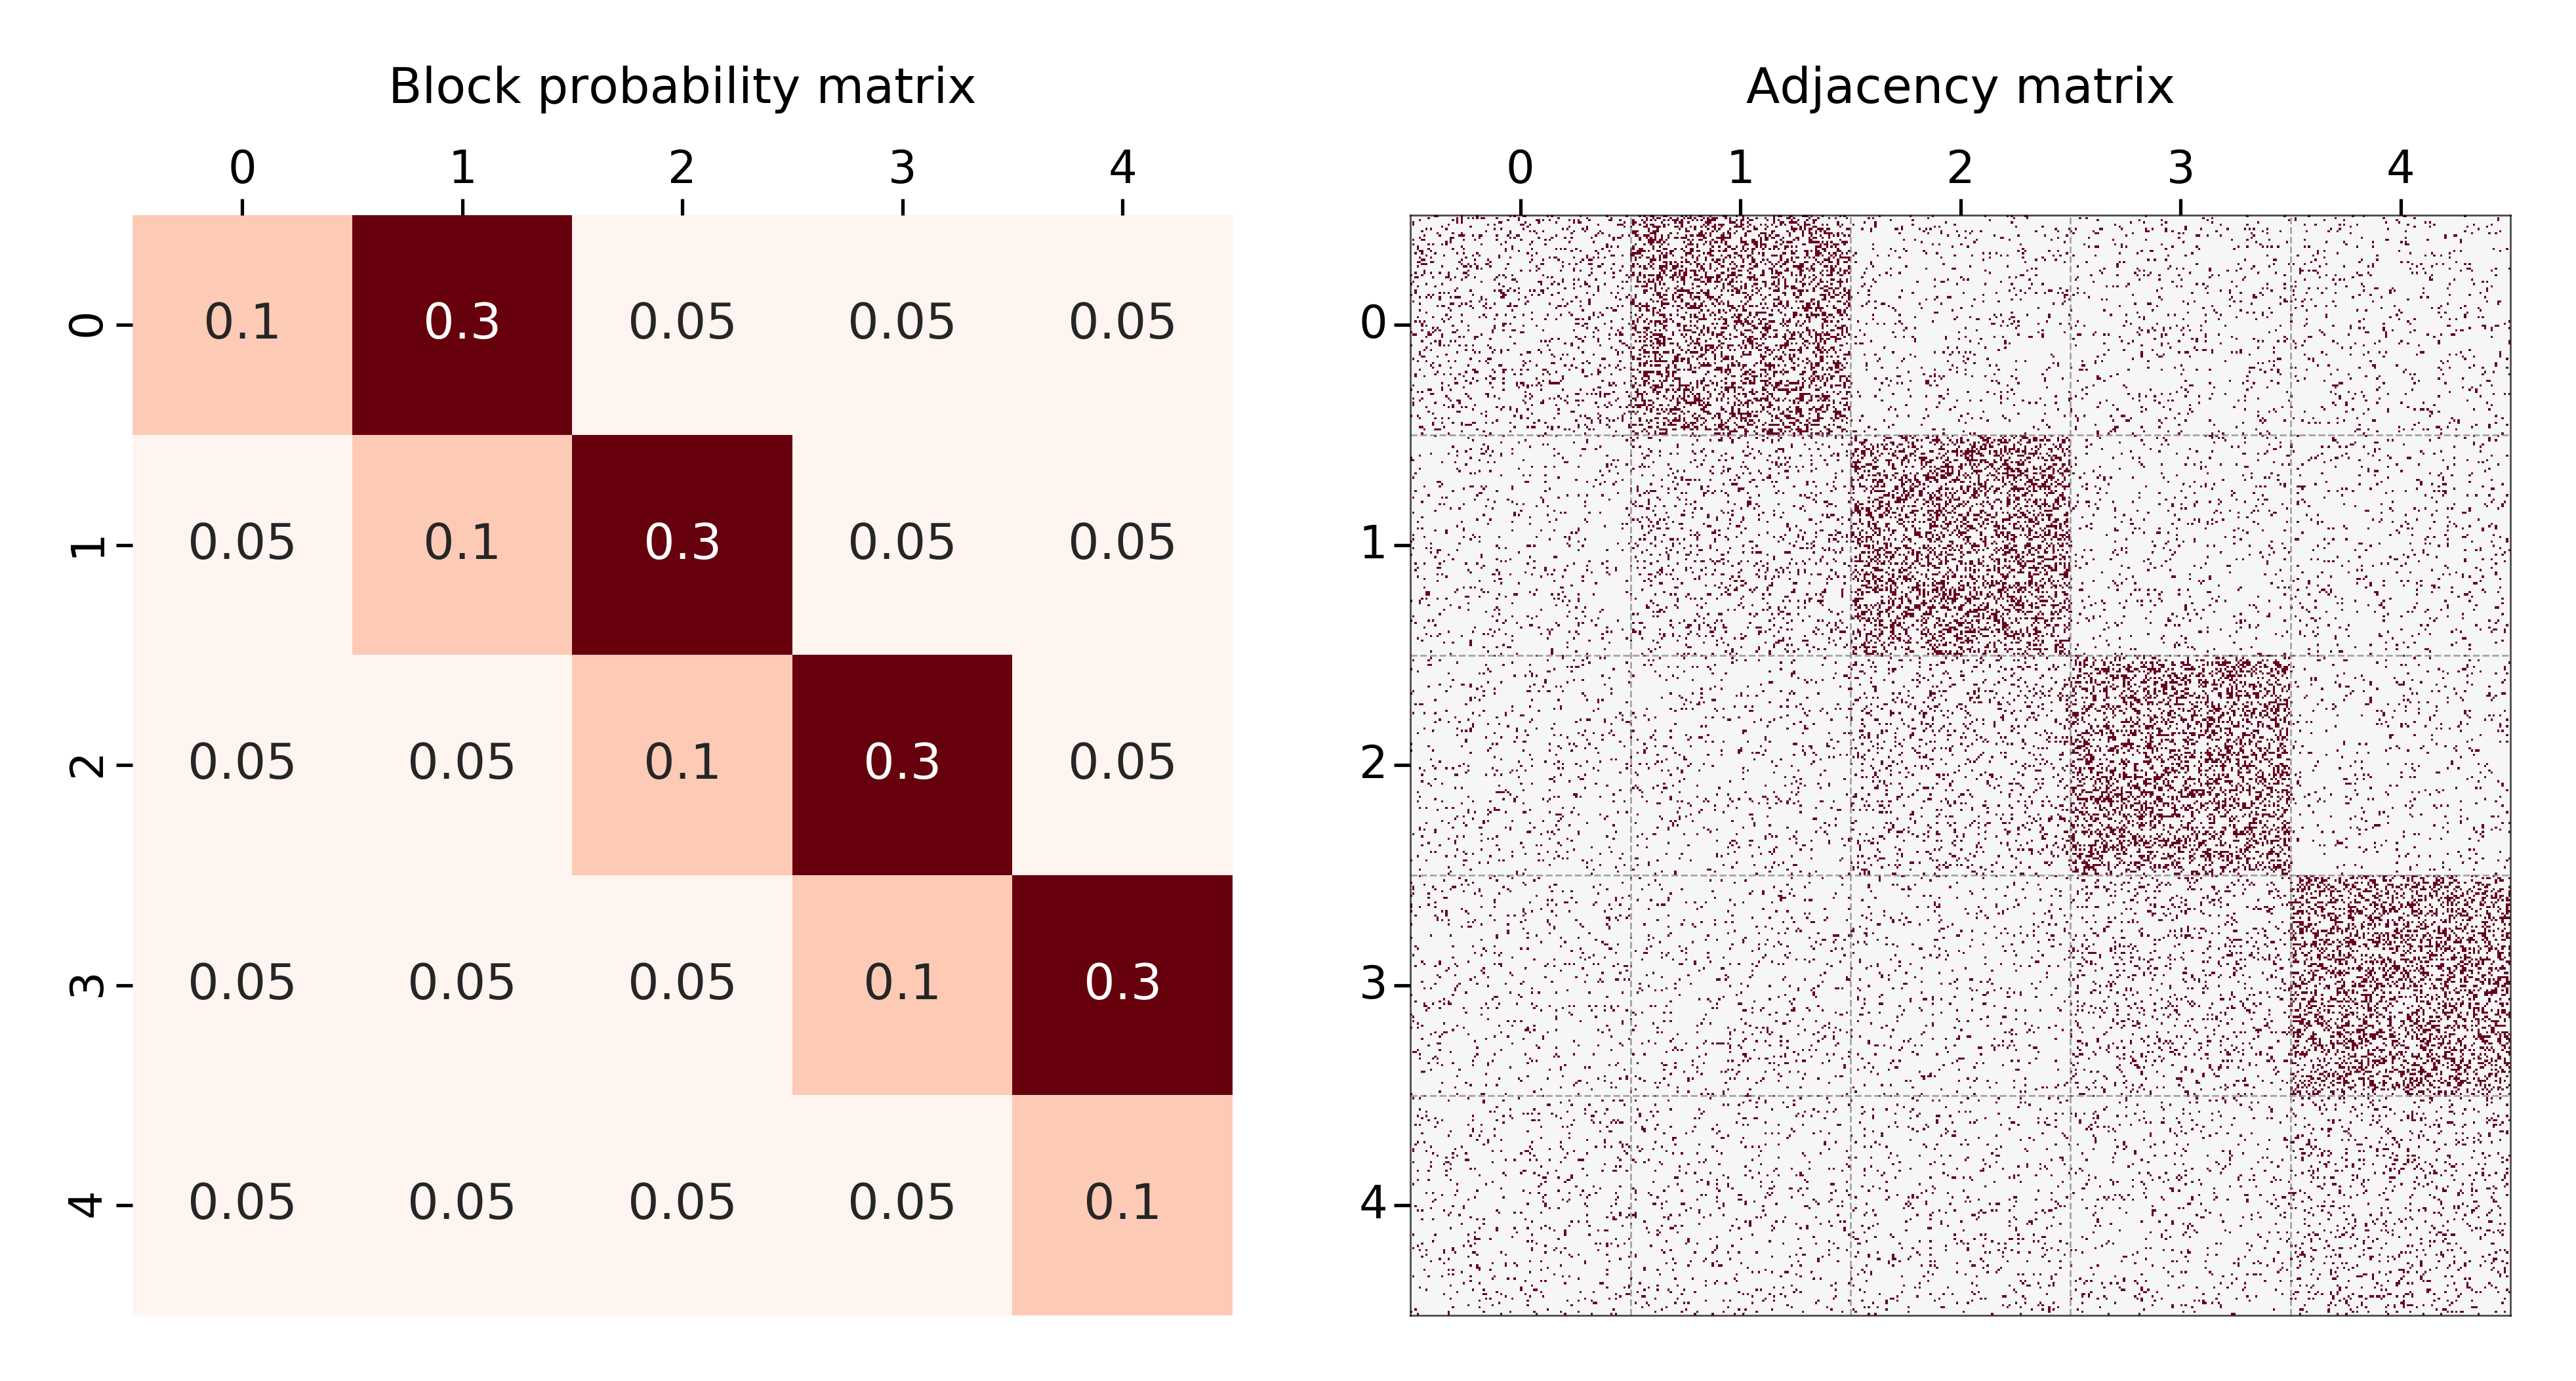 Block probability matrix
0 1 2 3 4
0 0.1 0.3 0.05 0.05 0.05
1 0.05 0.1 0.3 0.05 0.05
2 0.05 0.05 0.1 0.3 0.05
3 0.05 0.05 0.05 0.1 0.3
4 0.05 0.05 0.05 0.05 0.1
Adjacency matrix
0 1 2 3 4
0
1
2
3
4